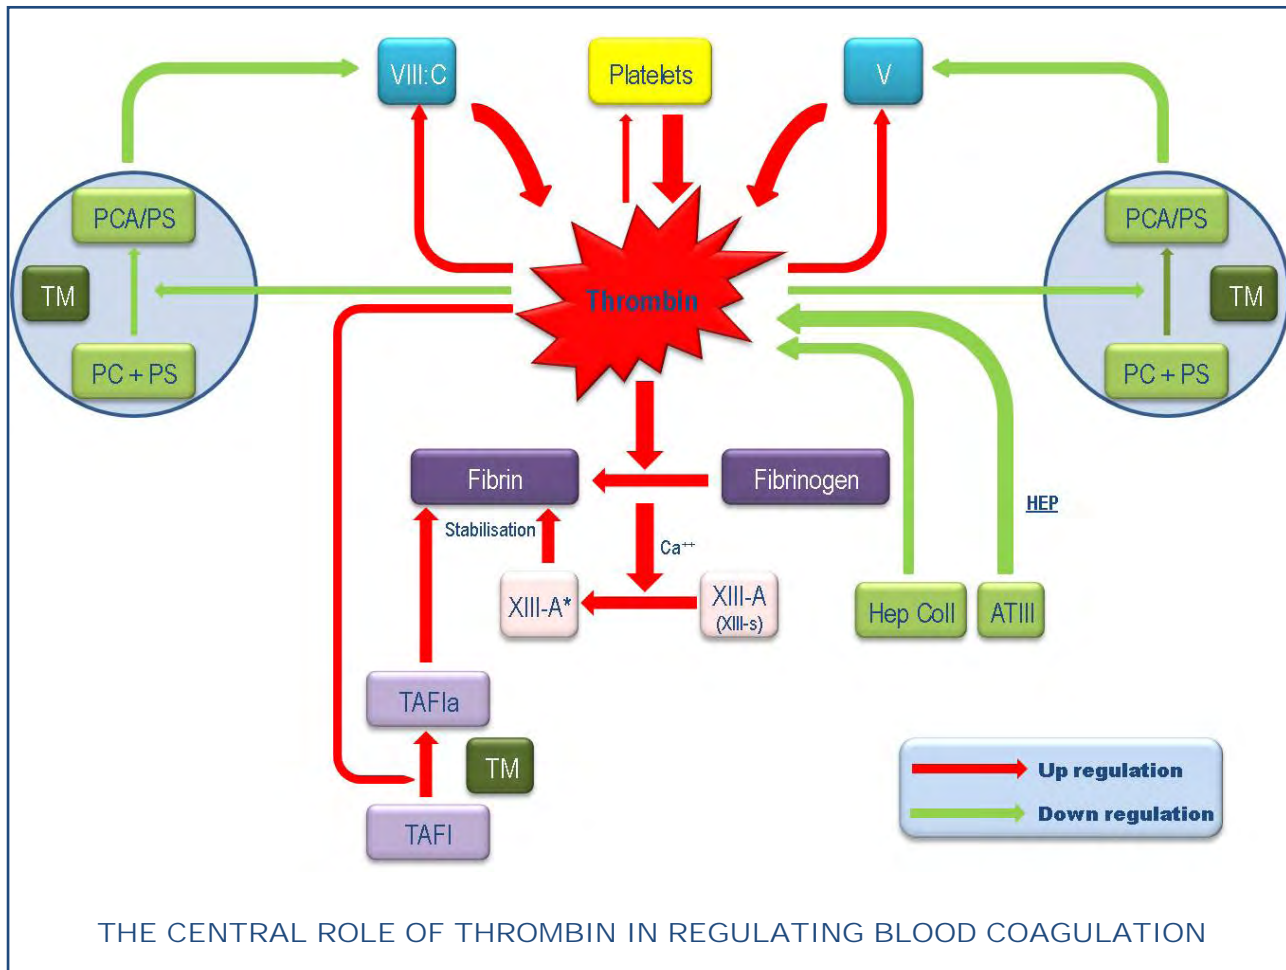 VIII:C
Platelets
V
PCA/PS
TM
PC + PS
Thrombin
PCA/PS
TM
PC + PS
Fibrin
Fibrinogen
HEP
Stabilisation
Ca⁺⁺
XIII-A*
XIII-A
(XIII-s)
Hep CoII
ATIII
TAFIa
TM
TAFI
Up regulation
Down regulation
THE CENTRAL ROLE OF THROMBIN IN REGULATING BLOOD COAGULATION